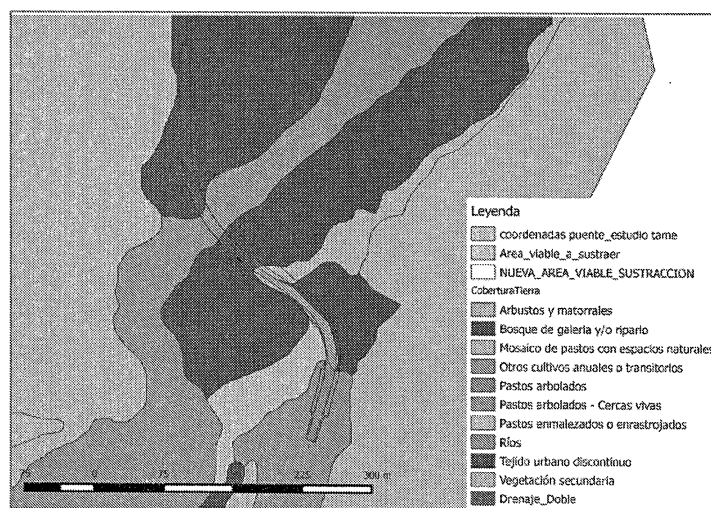 Leyenda
coordenadas puente_estudio tame
Area_viable_a_sustraer
NUEVA_AREA_VIABLE_SUSTRACCION
CoberturaTierra
Arbustos y matorrales
Bosque de galeria y/o ripario
Mosaico de pastos con espacios naturales
Otros cultivos anuales o transitorios
Pastos arbolados
Pastos arbolados - Cercas vivas
Pastos enmalezados o enrastrojados
Ríos
Tejido urbano discontinuo
Vegetación secundaria
Drenaje_Doble
75 0 75 225 300 m